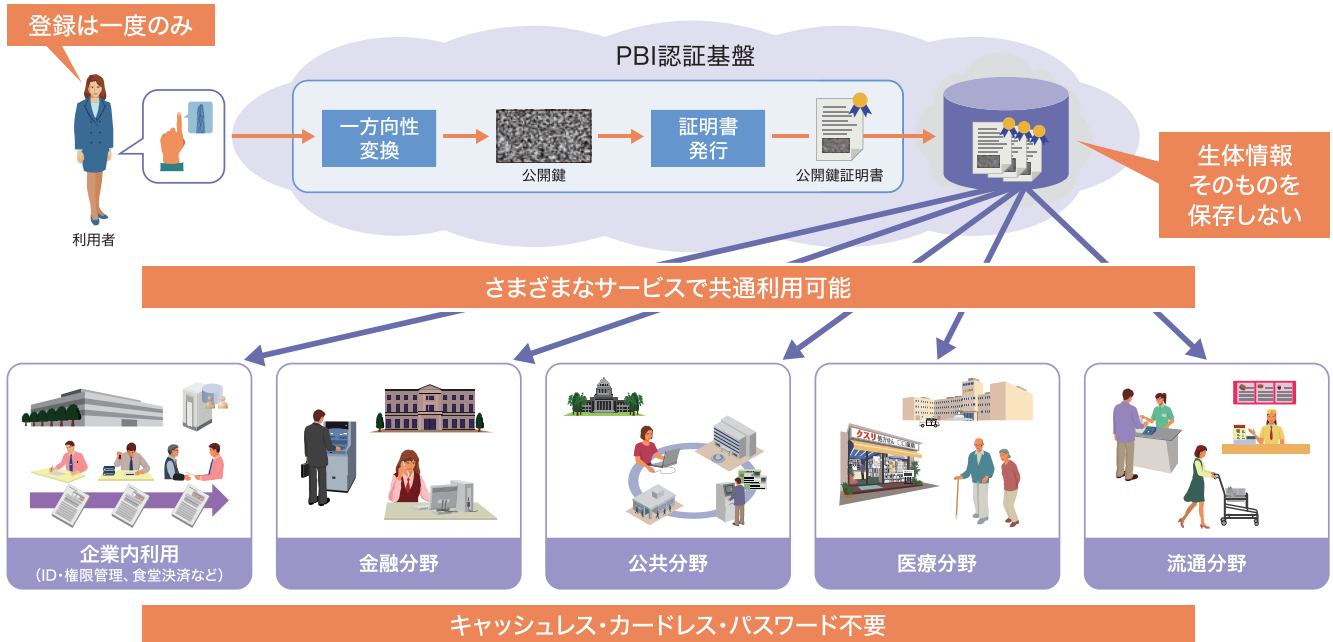 登録は一度のみ
PBI認証基盤
一方向性
変換
公開鍵
証明書
発行
公開鍵証明書
利用者
生体情報
そのものを
保存しない
さまざまなサービスで共通利用可能
クスリ
企業内利用
（ID・権限管理、食堂決済など）
金融分野
公共分野
医療分野
流通分野
キャッシュレス・カードレス・パスワード不要